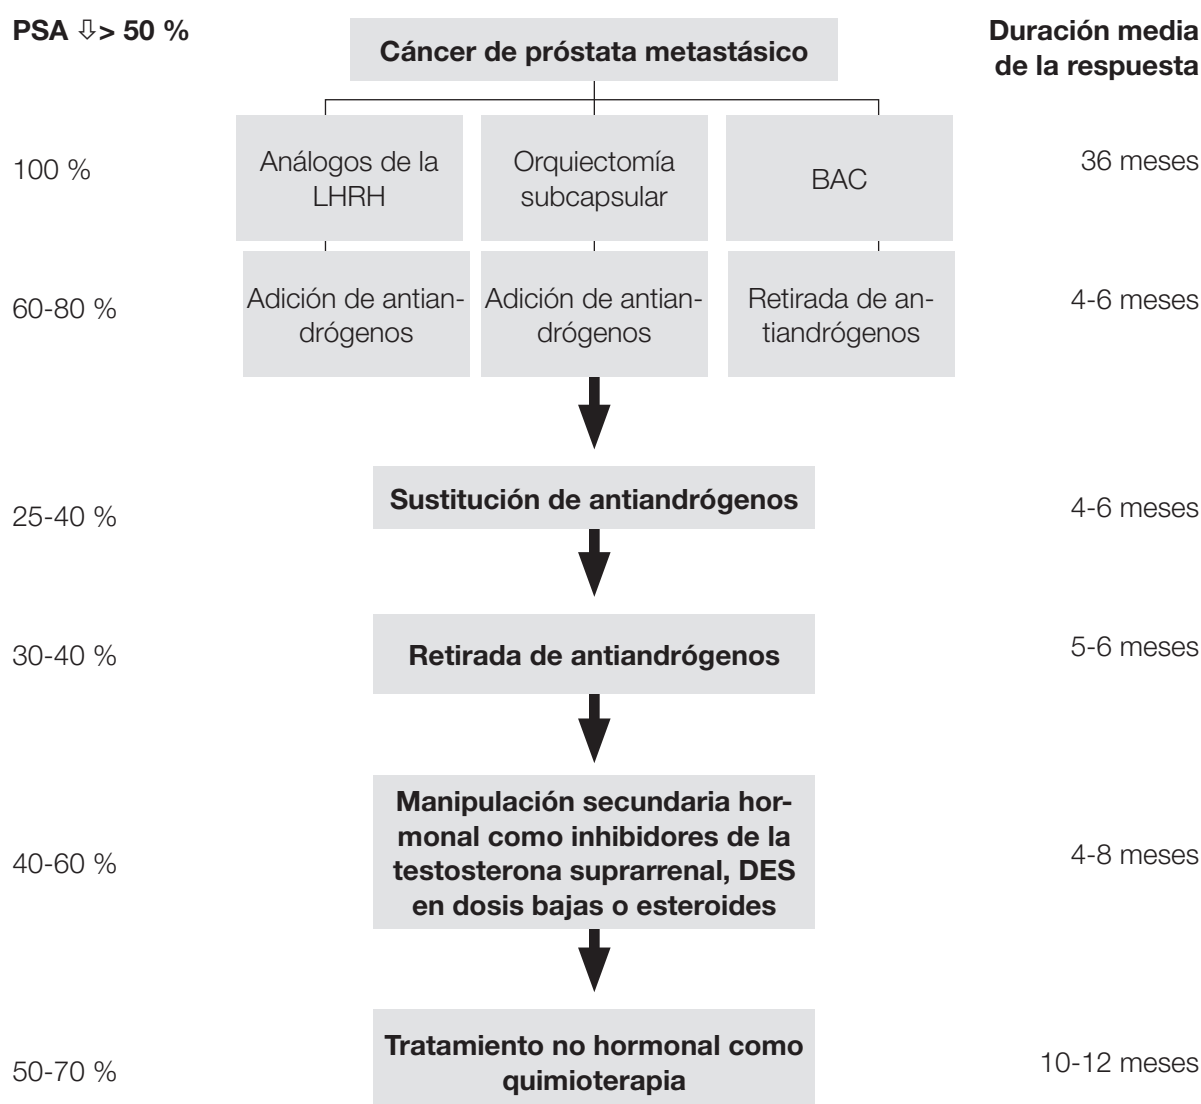 PSA ⇩> 50 %
Cáncer de próstata metastásico
Duración media
de la respuesta
100 %
Análogos de la
LHRH
Orquiectomía
subcapsular
BAC
36 meses
60-80 %
Adición de antian-
drógenos
Adición de antian-
drógenos
Retirada de an-
tiandrógenos
4-6 meses
25-40 %
Sustitución de antiandrógenos
4-6 meses
30-40 %
Retirada de antiandrógenos
5-6 meses
40-60 %
Manipulación secundaria hor-
monal como inhibidores de la
testosterona suprarrenal, DES
en dosis bajas o esteroides
4-8 meses
50-70 %
Tratamiento no hormonal como
quimioterapia
10-12 meses